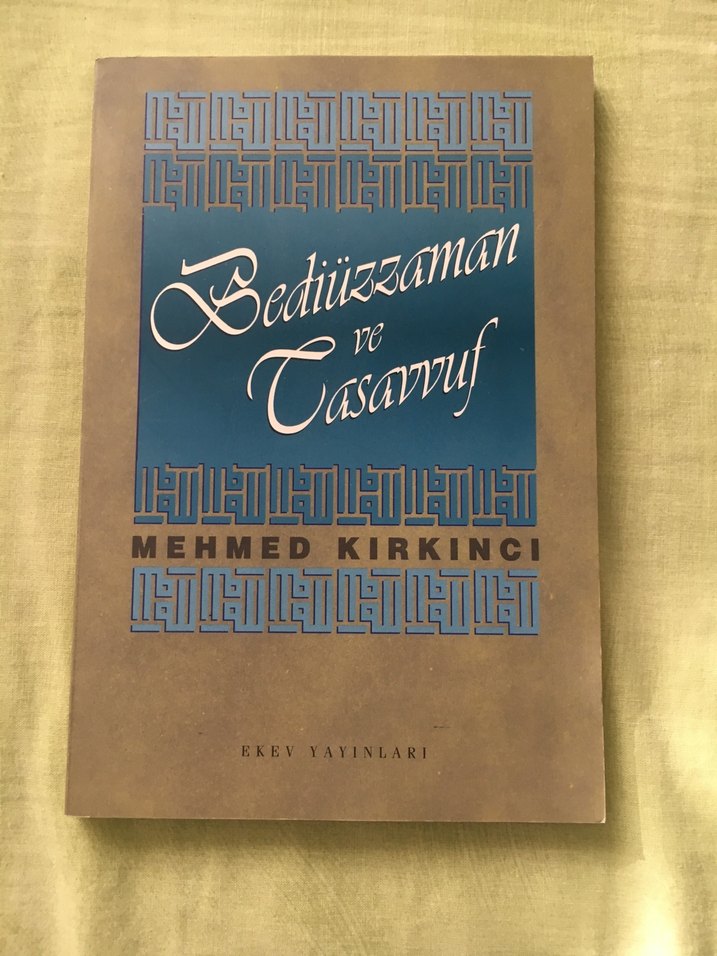 Bediüzzaman
ve
Tasavvuf
MEHMED KIRKINCI
EKEV YAYINLARI